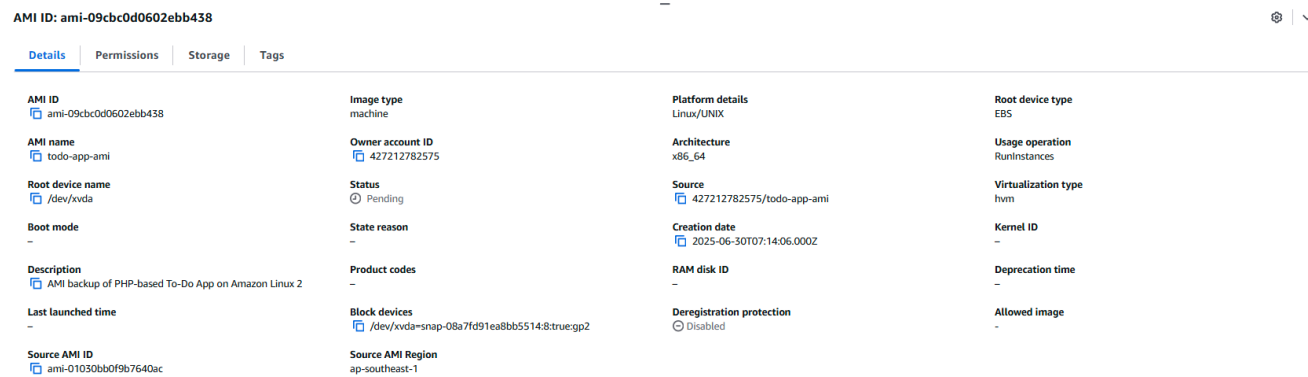 AMI ID: ami-09cbc0d0602ebb438
Details Permissions Storage Tags
AMI ID Image type Platform details Root device type
ami-09cbc0d0602ebb438 machine Linux/UNIX EBS
AMI name Owner account ID Architecture Usage operation
todo-app-ami 427212782575 x86_64 RunInstances
Root device name Status Source Virtualization type
/dev/xvda Pending 427212782575/todo-app-ami hvm
Boot mode State reason Creation date Kernel ID
– – 2025-06-30T07:14:06.000Z –
Description Product codes RAM disk ID Deprecation time
AMI backup of PHP-based To-Do App on Amazon Linux 2 – – –
Last launched time Block devices Deregistration protection Allowed image
– /dev/xvda=snap-08a7fd91ea8bb5514:8:true:gp2 Disabled -
Source AMI ID Source AMI Region
ami-01030bb0f9b7640ac ap-southeast-1